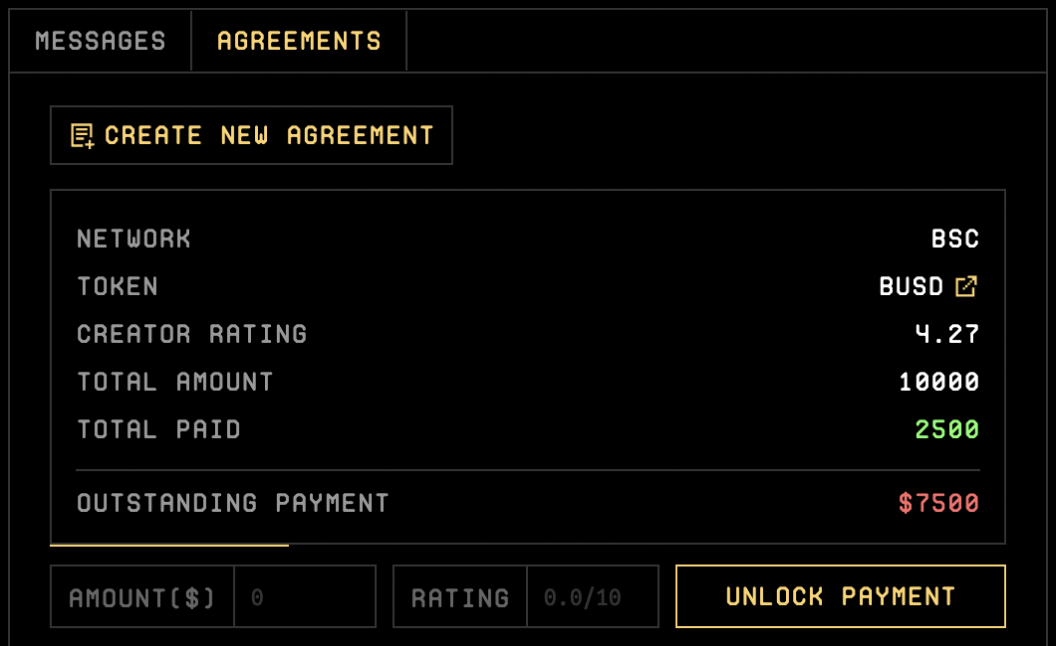 MESSAGES AGREEMENTS
CREATE NEW AGREEMENT
NETWORK BSC
TOKEN BUSD
CREATOR RATING 4.27
TOTAL AMOUNT 10000
TOTAL PAID 2500
OUTSTANDING PAYMENT $7500
AMOUNT($) 0 RATING 0.0/10 UNLOCK PAYMENT